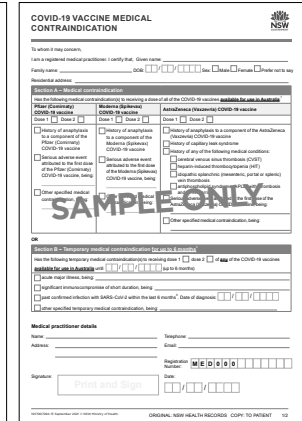 COVID-19 VACCINE MEDICAL
CONTRAINDICATION
NSW
To whom it may concern,
I am a registered medical practitioner. I certify that, Given name:
Family name: DOB: Sex: Male Female Prefer not to say
Residential address:
Section A – Medical contraindication
Has the following medical contraindication(s) to receiving a dose of all of the COVID-19 vaccines available for use in Australia
Pfizer (Comirnaty) COVID-19 vaccine
Dose 1 Dose 2
Moderna (Spikevax) COVID-19 vaccine
Dose 1 Dose 2
AstraZeneca (Vaxzevria) COVID-19 vaccine
Dose 1 Dose 2
History of anaphylaxis
to a component of the
Pfizer (Comirnaty)
COVID-19 vaccine
Serious adverse event
attributed to the first dose
of the Pfizer (Comirnaty)
COVID-19 vaccine, being:
Other specified medical
contraindication, being:
History of anaphylaxis
to a component of the
Moderna (Spikevax)
COVID-19 vaccine
Serious adverse event
attributed to the first dose
of the Moderna (Spikevax)
COVID-19 vaccine, being:
History of anaphylaxis to a component of the AstraZeneca
(Vaxzevria) COVID-19 vaccine
History of capillary leak syndrome
History of any of the following medical conditions:
cerebral venous sinus thrombosis (CVST)
heparin-induced thrombocytopenia (HIT)
idiopathic splanchnic (mesenteric, portal or splenic)
vein thrombosis
Other specified medical contraindication, being:
SAMPLE ONLY
OR
Section B – Temporary medical contraindication for up to 6 months
Has the following temporary medical contraindication(s) to receiving dose 1 dose 2 of any of the COVID-19 vaccines
available for use in Australia until (up to 6 months)
acute major illness, being:
significant immunocompromise of short duration, being:
past confirmed infection with SARS-CoV-2 within the last 6 months. Date of diagnosis:
other specified temporary medical contraindication, being:
Medical practitioner details
Name: Telephone:
Address: Email:
Registration
Number: MED000
Signature: Date:
Print and Sign
ORIGINAL: NSW HEALTH RECORDS COPY: TO PATIENT 1/2